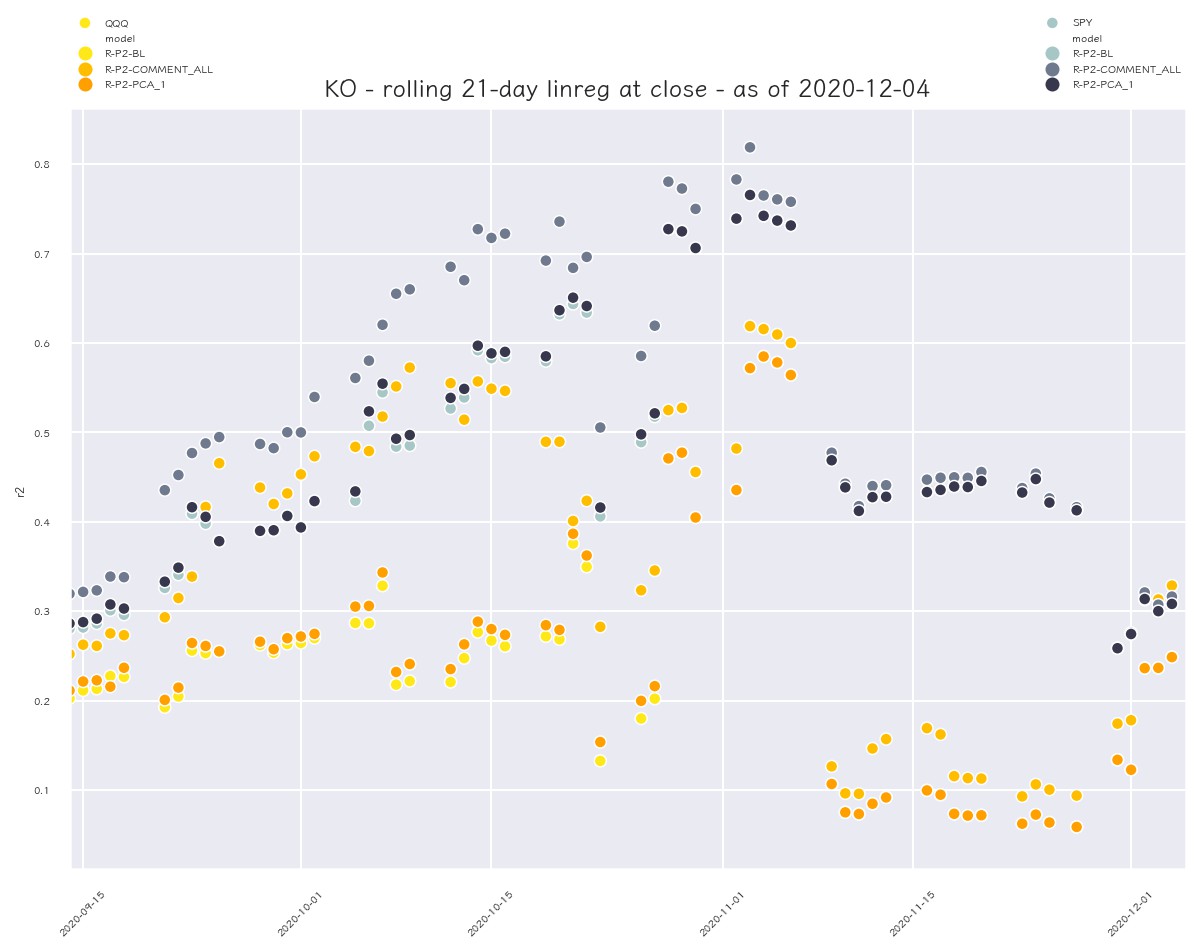 QQQ
model
R-P2-BL
R-P2-COMMENT_ALL
R-P2-PCA_1
SPY
model
R-P2-BL
R-P2-COMMENT_ALL
R-P2-PCA_1
KO - rolling 21-day linreg at close - as of 2020-12-04
0.8
0.7
0.6
0.5
0.4
0.3
0.2
0.1
r2
2020-09-15
2020-10-01
2020-10-15
2020-11-01
2020-11-15
2020-12-01